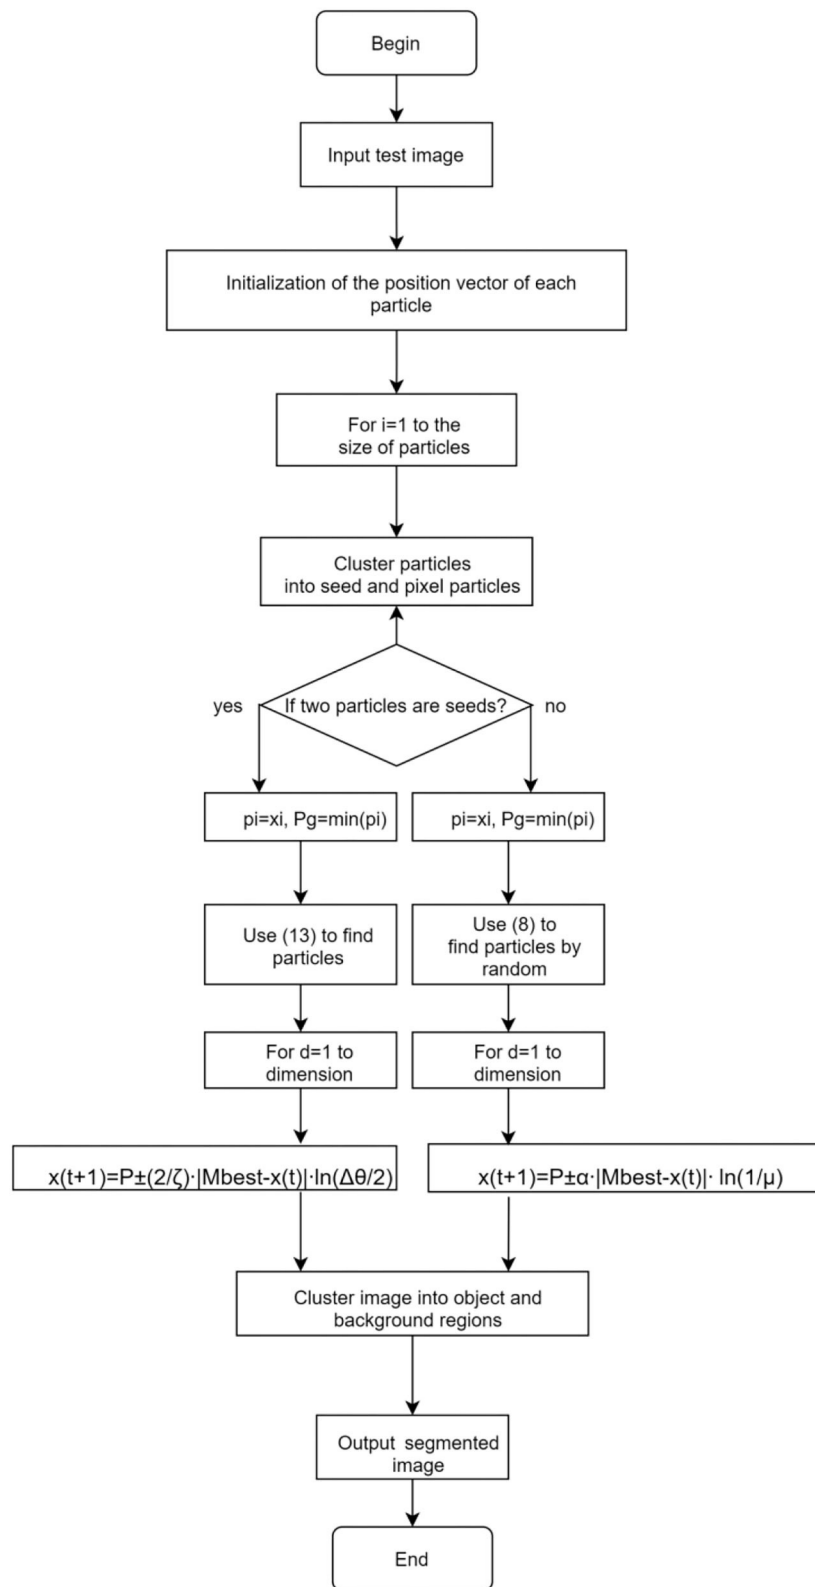 Begin
Input test image
Initialization of the position vector of each
particle
For i=1 to the
size of particles
Cluster particles
into seed and pixel particles
yes
If two particles are seeds?
no
pi=xi, Pg=min(pi)
pi=xi, Pg=min(pi)
Use (13) to find
particles
Use (8) to
find particles by
random
For d=1 to
dimension
For d=1 to
dimension
x(t+1)=P±(2/ζ)·|Mbest-x(t)|·ln(Δθ/2)
x(t+1)=P±α·|Mbest-x(t)|· ln(1/μ)
Cluster image into object and
background regions
Output segmented
image
End